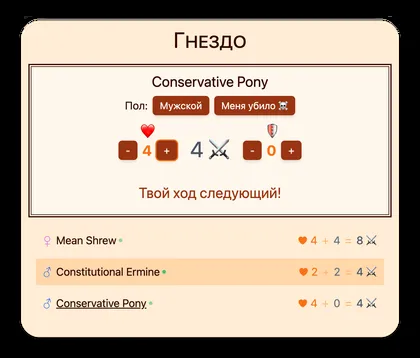 Гнездо
Conservative Pony
Пол: Мужской Меня убило ☠️
- 4 + 4 ⚔️ - 0 +
Твой ход следующий!
♀ Mean Shrew 4 + 4 = 8 ⚔️
♂ Constitutional Ermine 2 + 2 = 4 ⚔️
♂ Conservative Pony 4 + 0 = 4 ⚔️